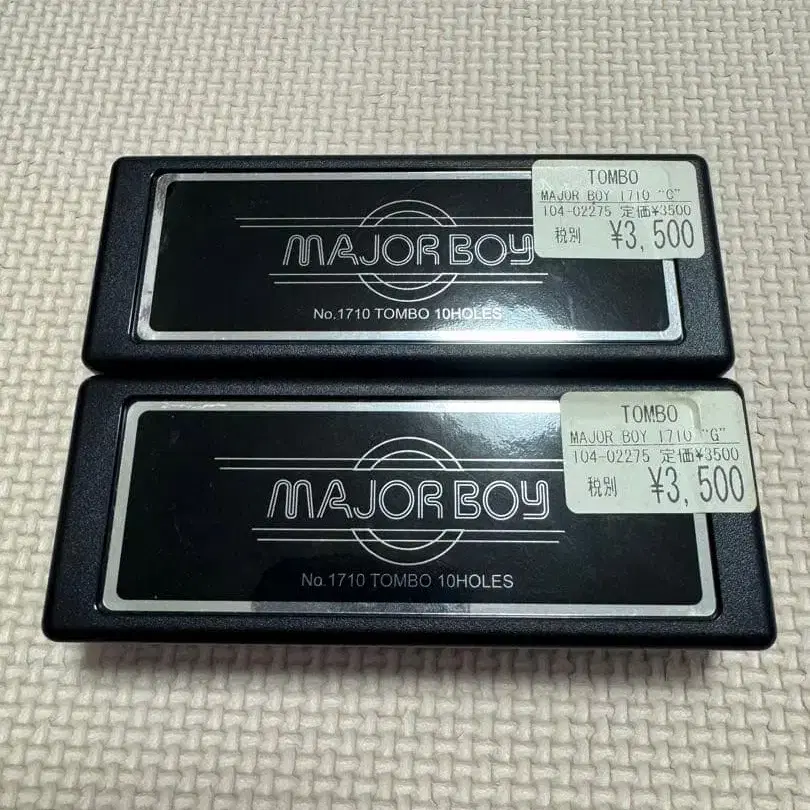 TOMBO
MAJOR BOY 1710 "G"
104-02275 定価¥3500
税別 ¥3,500
MAJOR BOY
No.1710 TOMBO 10HOLES
TOMBO
MAJOR BOY 1710 "G"
104-02275 定価¥3500
税別 ¥3,500
MAJOR BOY
No.1710 TOMBO 10HOLES